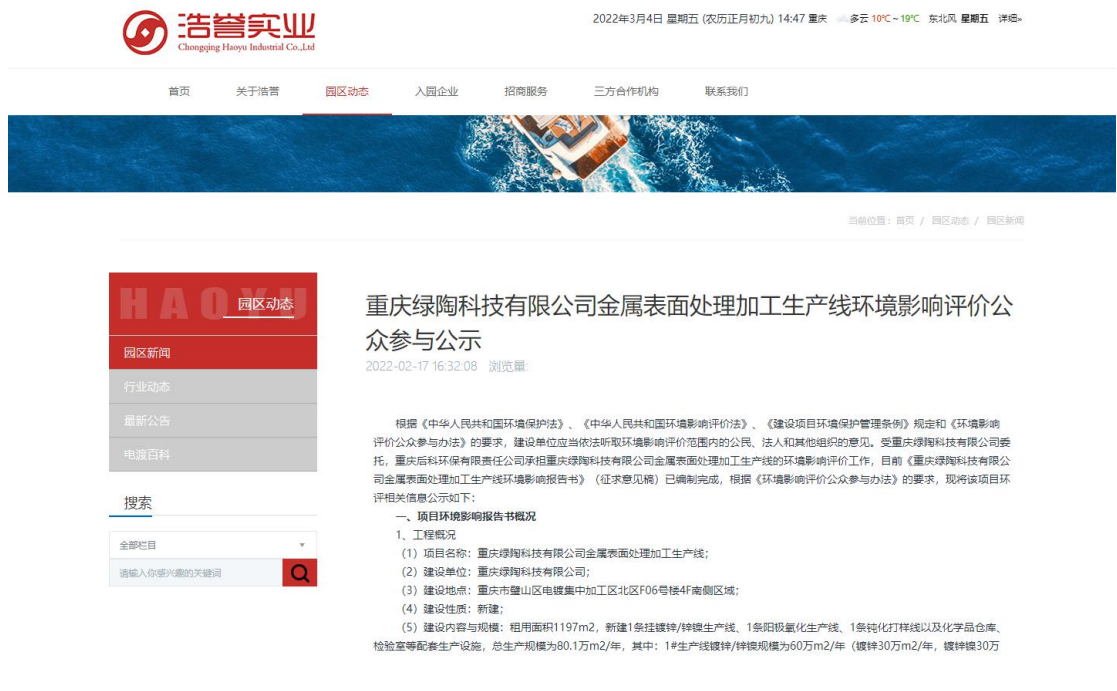 浩誉实业
Chongqing Haoyu Industrial Co.,Ltd
2022年3月4日 星期五 (农历正月初九) 14:47 重庆 多云 10℃～19℃ 东北风 星期五 详细»
首页 关于浩誉 园区动态 入园企业 招商服务 三方合作机构 联系我们
当前位置：首页 / 园区动态 / 园区新闻
HAOYU
园区动态
园区新闻
行业动态
最新公告
电渡百科
搜索
全部栏目
请输入你感兴趣的关键词
重庆绿陶科技有限公司金属表面处理加工生产线环境影响评价公
众参与公示
2022-02-17 16:32:08 浏览量:
根据《中华人民共和国环境保护法》、《中华人民共和国环境影响评价法》、《建设项目环境保护管理条例》规定和《环境影响
评价公众参与办法》的要求，建设单位应当依法听取环境影响评价范围内的公民、法人和其他组织的意见。受重庆绿陶科技有限公司委
托，重庆后科环保有限责任公司承担重庆绿陶科技有限公司金属表面处理加工生产线的环境影响评价工作，目前《重庆绿陶科技有限公
司金属表面处理加工生产线环境影响报告书》（征求意见稿）已编制完成，根据《环境影响评价公众参与办法》的要求，现将该项目环
评相关信息公示如下：
一、项目环境影响报告书概况
1、工程概况
（1）项目名称：重庆绿陶科技有限公司金属表面处理加工生产线；
（2）建设单位：重庆绿陶科技有限公司；
（3）建设地点：重庆市璧山区电镀集中加工区北区F06号楼4F南侧区域；
（4）建设性质：新建；
（5）建设内容与规模：租用面积1197m2，新建1条挂镀锌/锌镍生产线、1条阳极氧化生产线、1条钝化打样线以及化学品仓库、
检验室等配套生产设施，总生产规模为80.1万m2/年，其中：1#生产线镀锌/锌镍规模为60万m2/年（镀锌30万m2/年，镀锌镍30万